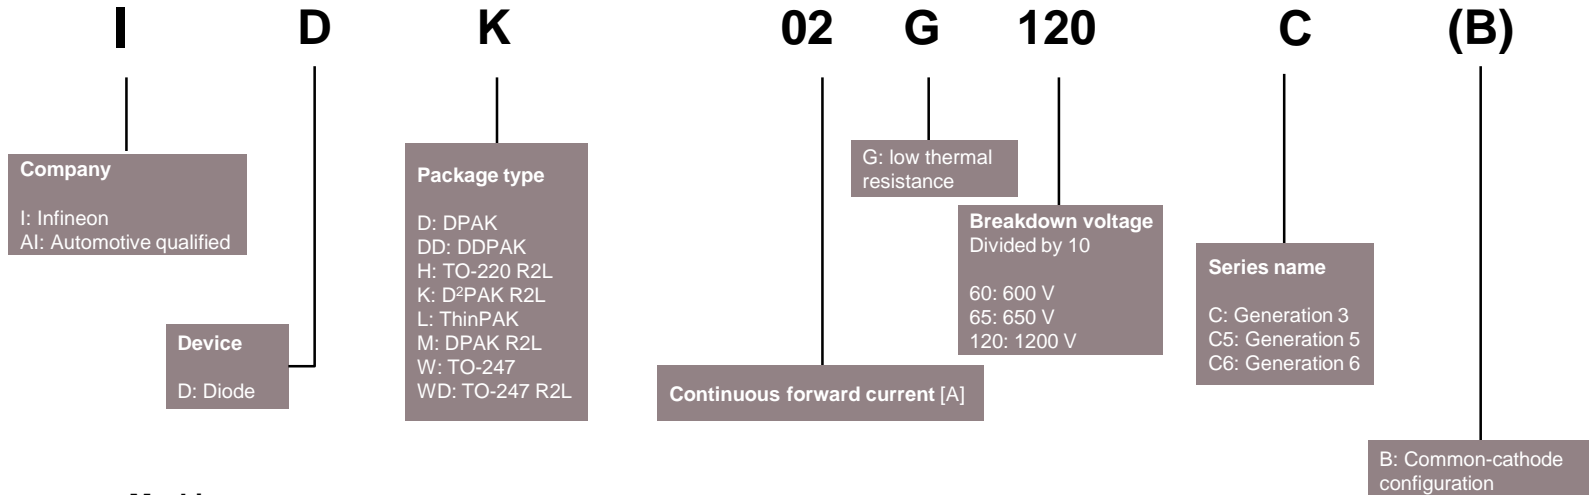 I D K 02 G 120 C (B)
Company
I: Infineon
AI: Automotive qualified
Device
D: Diode
Package type
D: DPAK
DD: DDPAK
H: TO-220 R2L
K: D²PAK R2L
L: ThinPAK
M: DPAK R2L
W: TO-247
WD: TO-247 R2L
Continuous forward current [A]
G: low thermal
resistance
Breakdown voltage
Divided by 10
60: 600 V
65: 650 V
120: 1200 V
Series name
C: Generation 3
C5: Generation 5
C6: Generation 6
B: Common-cathode
configuration